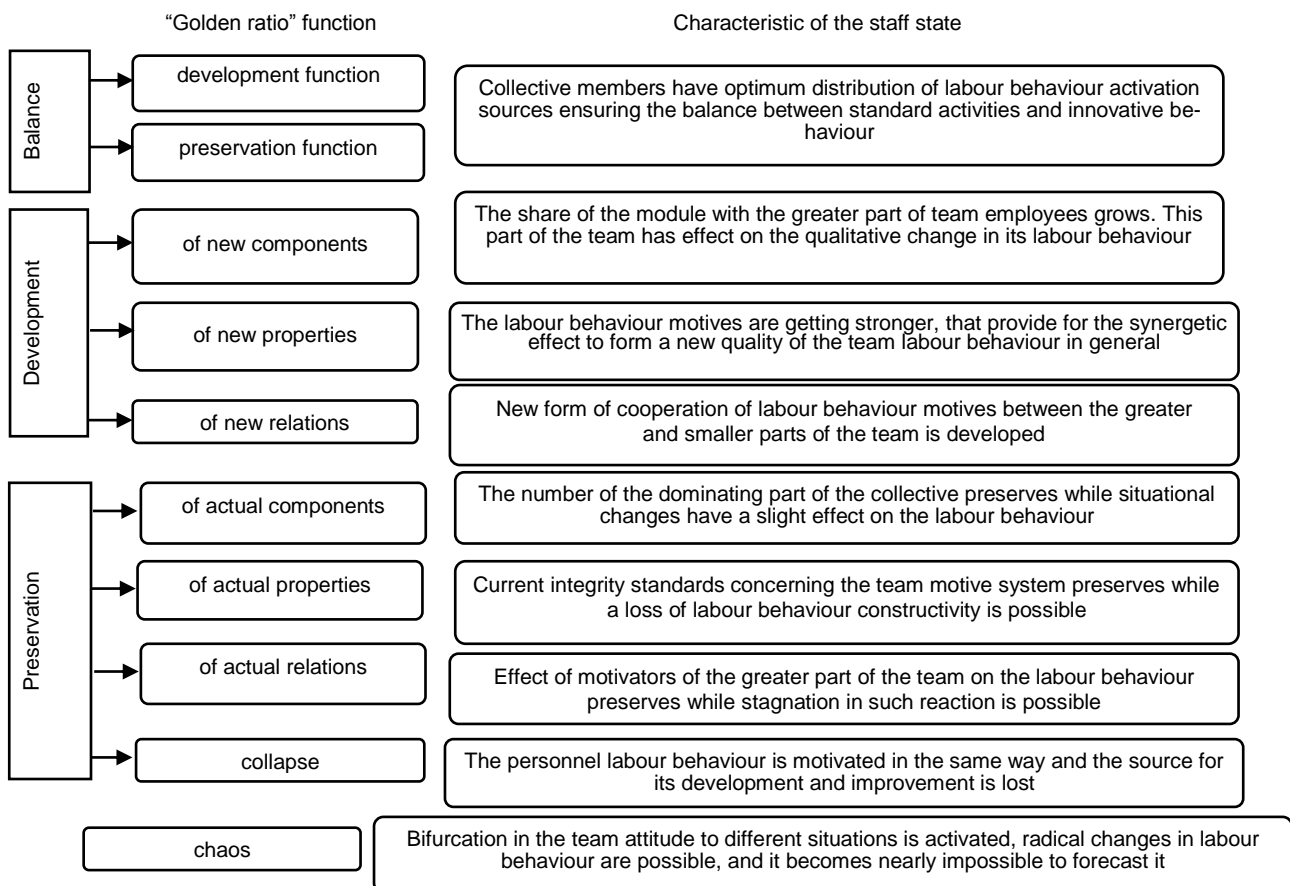 “Golden ratio” function
Characteristic of the staff state
Balance
development function
preservation function
Collective members have optimum distribution of labour behaviour activation
sources ensuring the balance between standard activities and innovative be-
haviour
Development
of new components
The share of the module with the greater part of team employees grows. This
part of the team has effect on the qualitative change in its labour behaviour
of new properties
The labour behaviour motives are getting stronger, that provide for the synergetic
effect to form a new quality of the team labour behaviour in general
of new relations
New form of cooperation of labour behaviour motives between the greater
and smaller parts of the team is developed
Preservation
of actual components
The number of the dominating part of the collective preserves while situational
changes have a slight effect on the labour behaviour
of actual properties
Current integrity standards concerning the team motive system preserves while
a loss of labour behaviour constructivity is possible
of actual relations
Effect of motivators of the greater part of the team on the labour behaviour
preserves while stagnation in such reaction is possible
collapse
The personnel labour behaviour is motivated in the same way and the source for
its development and improvement is lost
chaos
Bifurcation in the team attitude to different situations is activated, radical changes in labour
behaviour are possible, and it becomes nearly impossible to forecast it